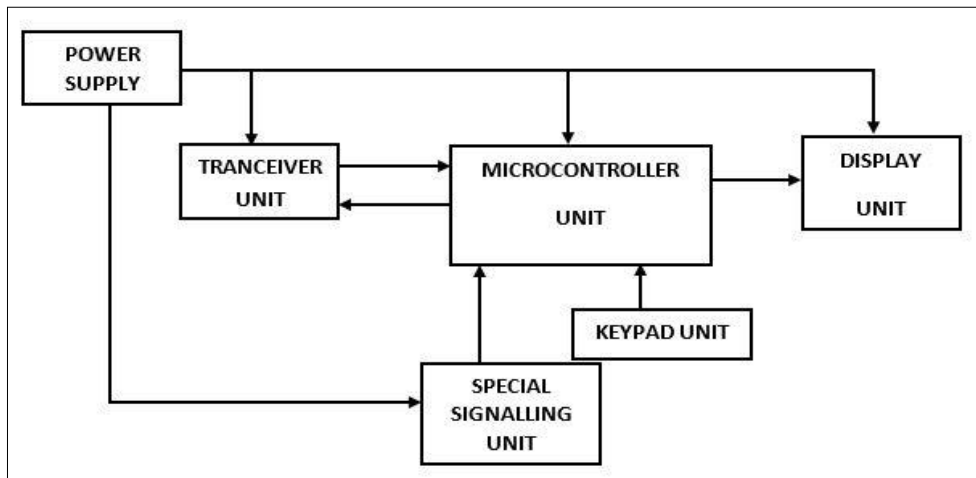 POWER
SUPPLY
TRANCEIVER
UNIT
MICROCONTROLLER
UNIT
DISPLAY
UNIT
KEYPAD UNIT
SPECIAL
SIGNALLING
UNIT